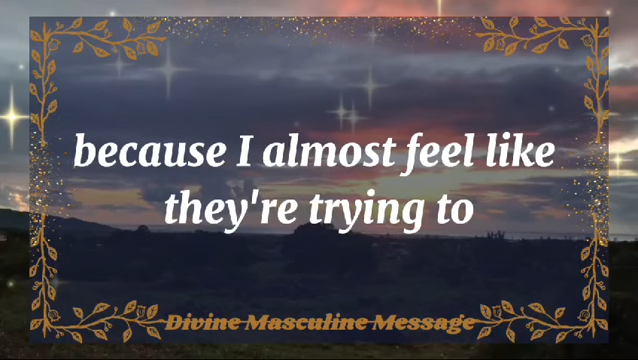 because I almost feel like
they're trying to
Divine Masculine Message